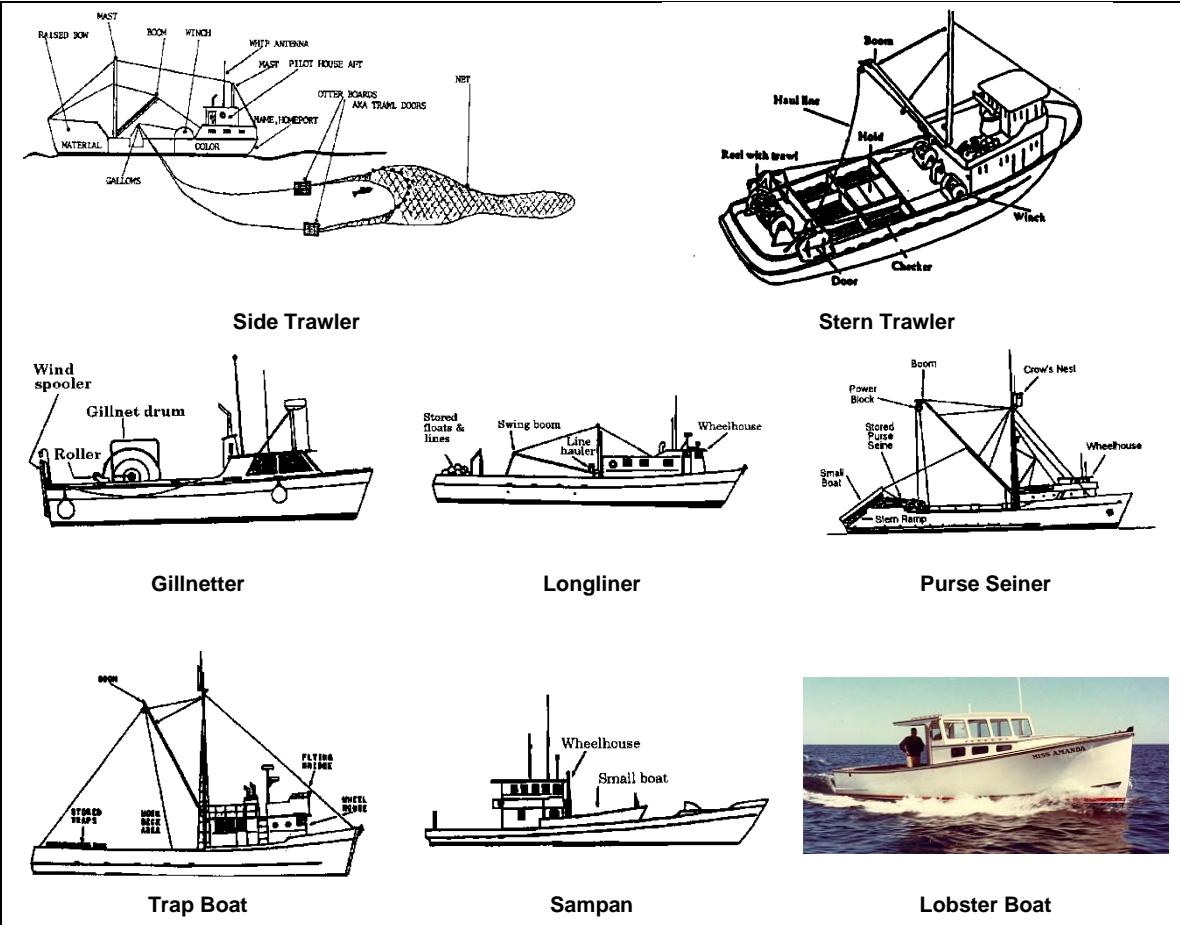 MAST
RAISED BOW
BOOM
WINCH
WHIP ANTENNA
MAST PILOT HOUSE AFT
OTTER BOARDS
AKA TRAWL DOORS
NET
NAME, HOMEPORT
MATERIAL
COLOR
GALLOWS
Side Trawler
Boom
Haul line
Hold
Reel with trawl
Winch
Checker
Door
Stern Trawler
Wind
spooler
Gillnet drum
Roller
Gillnetter
Stored
floats &
lines
Swing boom
Line
hauler
Wheelhouse
Longliner
Boom
Crow's Nest
Power
Block
Stored
Purse
Seine
Wheelhouse
Small
Boat
Stern Ramp
Purse Seiner
BOOM
FLYING
BRIDGE
WHEEL
HOUSE
STORED
TRAPS
WORK
DECK
AREA
Trap Boat
Wheelhouse
Small boat
Sampan
MISS AMANDA
Lobster Boat